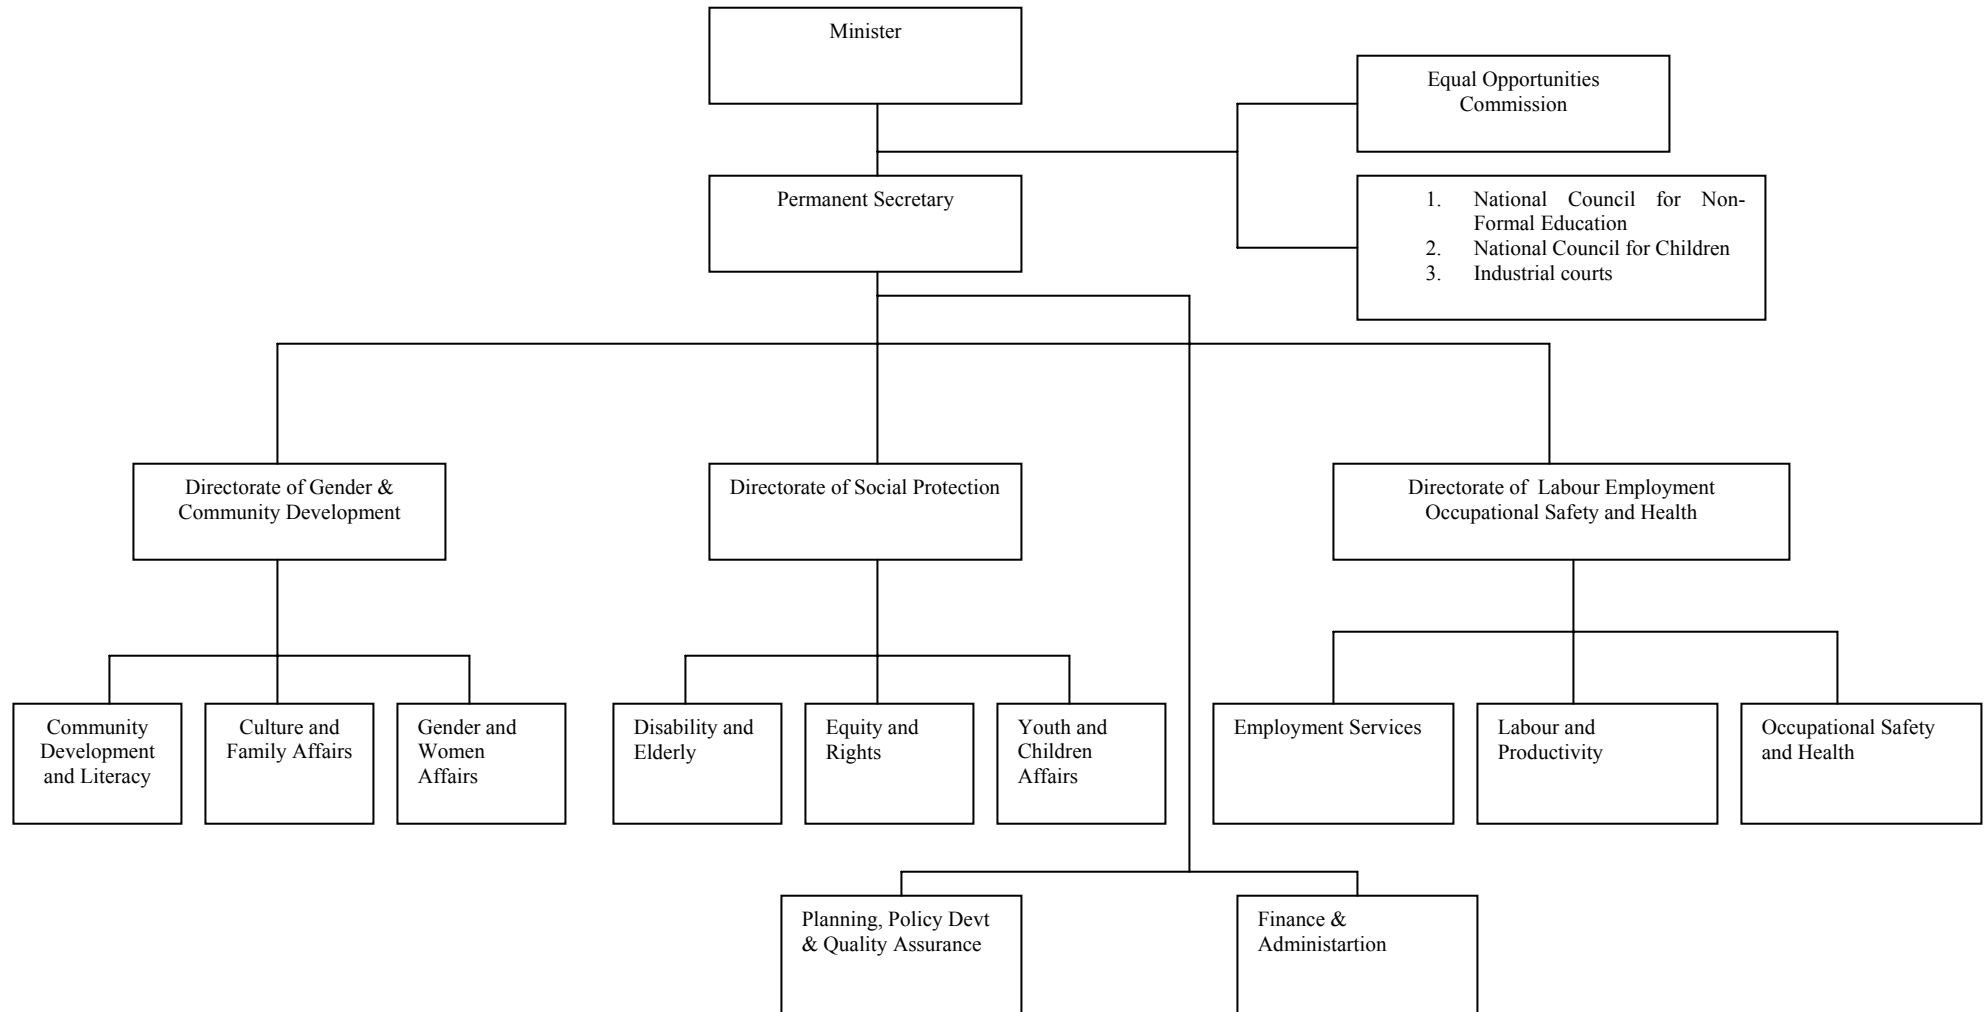 Minister
Equal Opportunities
Commission
Permanent Secretary
1. National Council for Non-
Formal Education
2. National Council for Children
3. Industrial courts
Directorate of Gender &
Community Development
Directorate of Social Protection
Directorate of Labour Employment
Occupational Safety and Health
Community
Development
and Literacy
Culture and
Family Affairs
Gender and
Women
Affairs
Disability and
Elderly
Equity and
Rights
Youth and
Children
Affairs
Employment Services
Labour and
Productivity
Occupational Safety
and Health
Planning, Policy Devt
& Quality Assurance
Finance &
Administartion